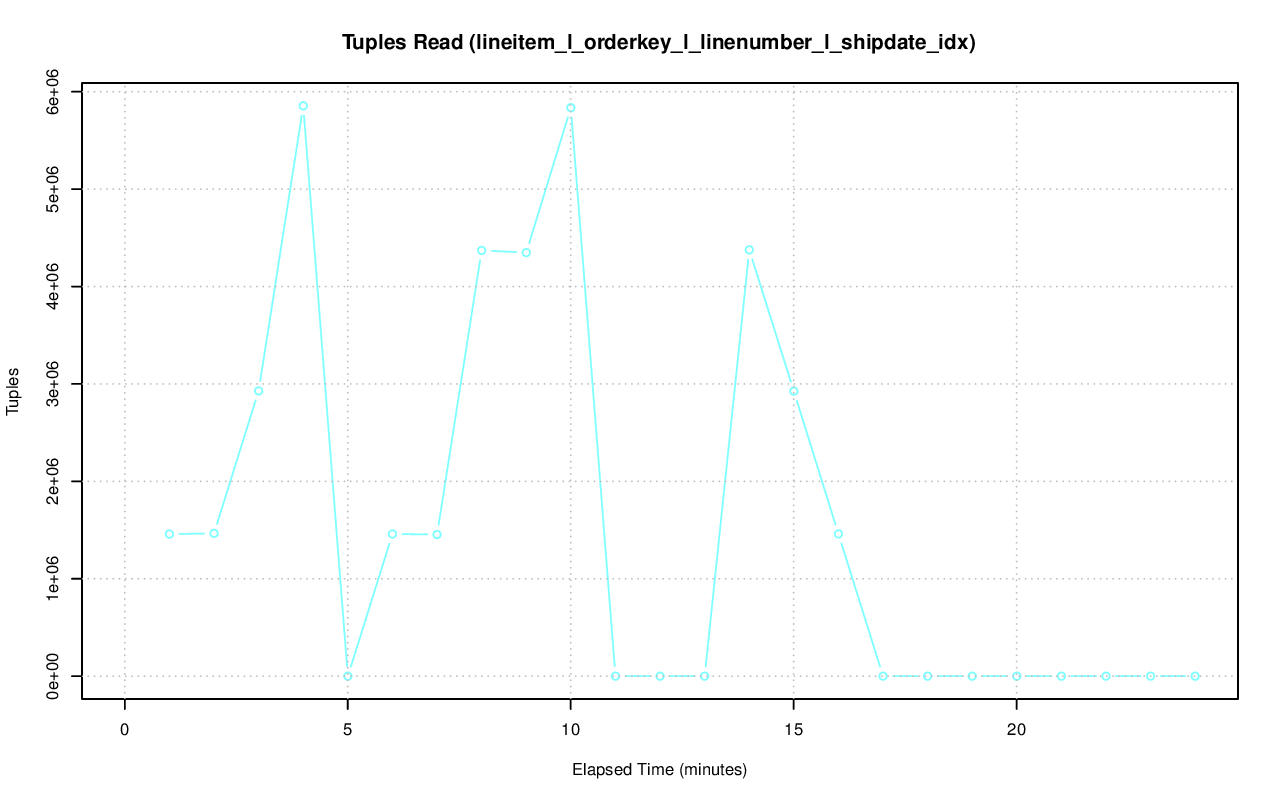 Tuples Read (lineitem_l_orderkey_l_linenumber_l_shipdate_idx)
6e+06
5e+06
4e+06
3e+06
2e+06
1e+06
0e+00
Tuples
0 5 10 15 20
Elapsed Time (minutes)